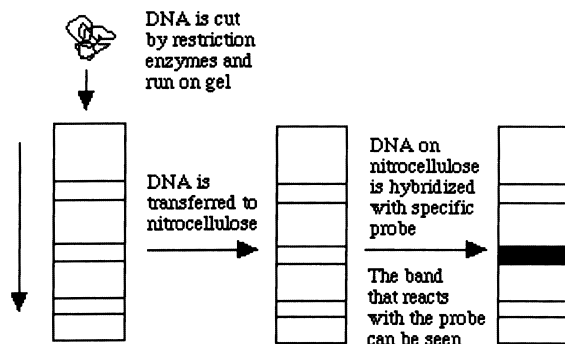 DNA is cut
by restriction
enzymes and
run on gel
DNA is
transferred to
nitrocellulose
DNA on
nitrocellulose
is hybridized
with specific
probe
The band
that reacts
with the probe
can be seen